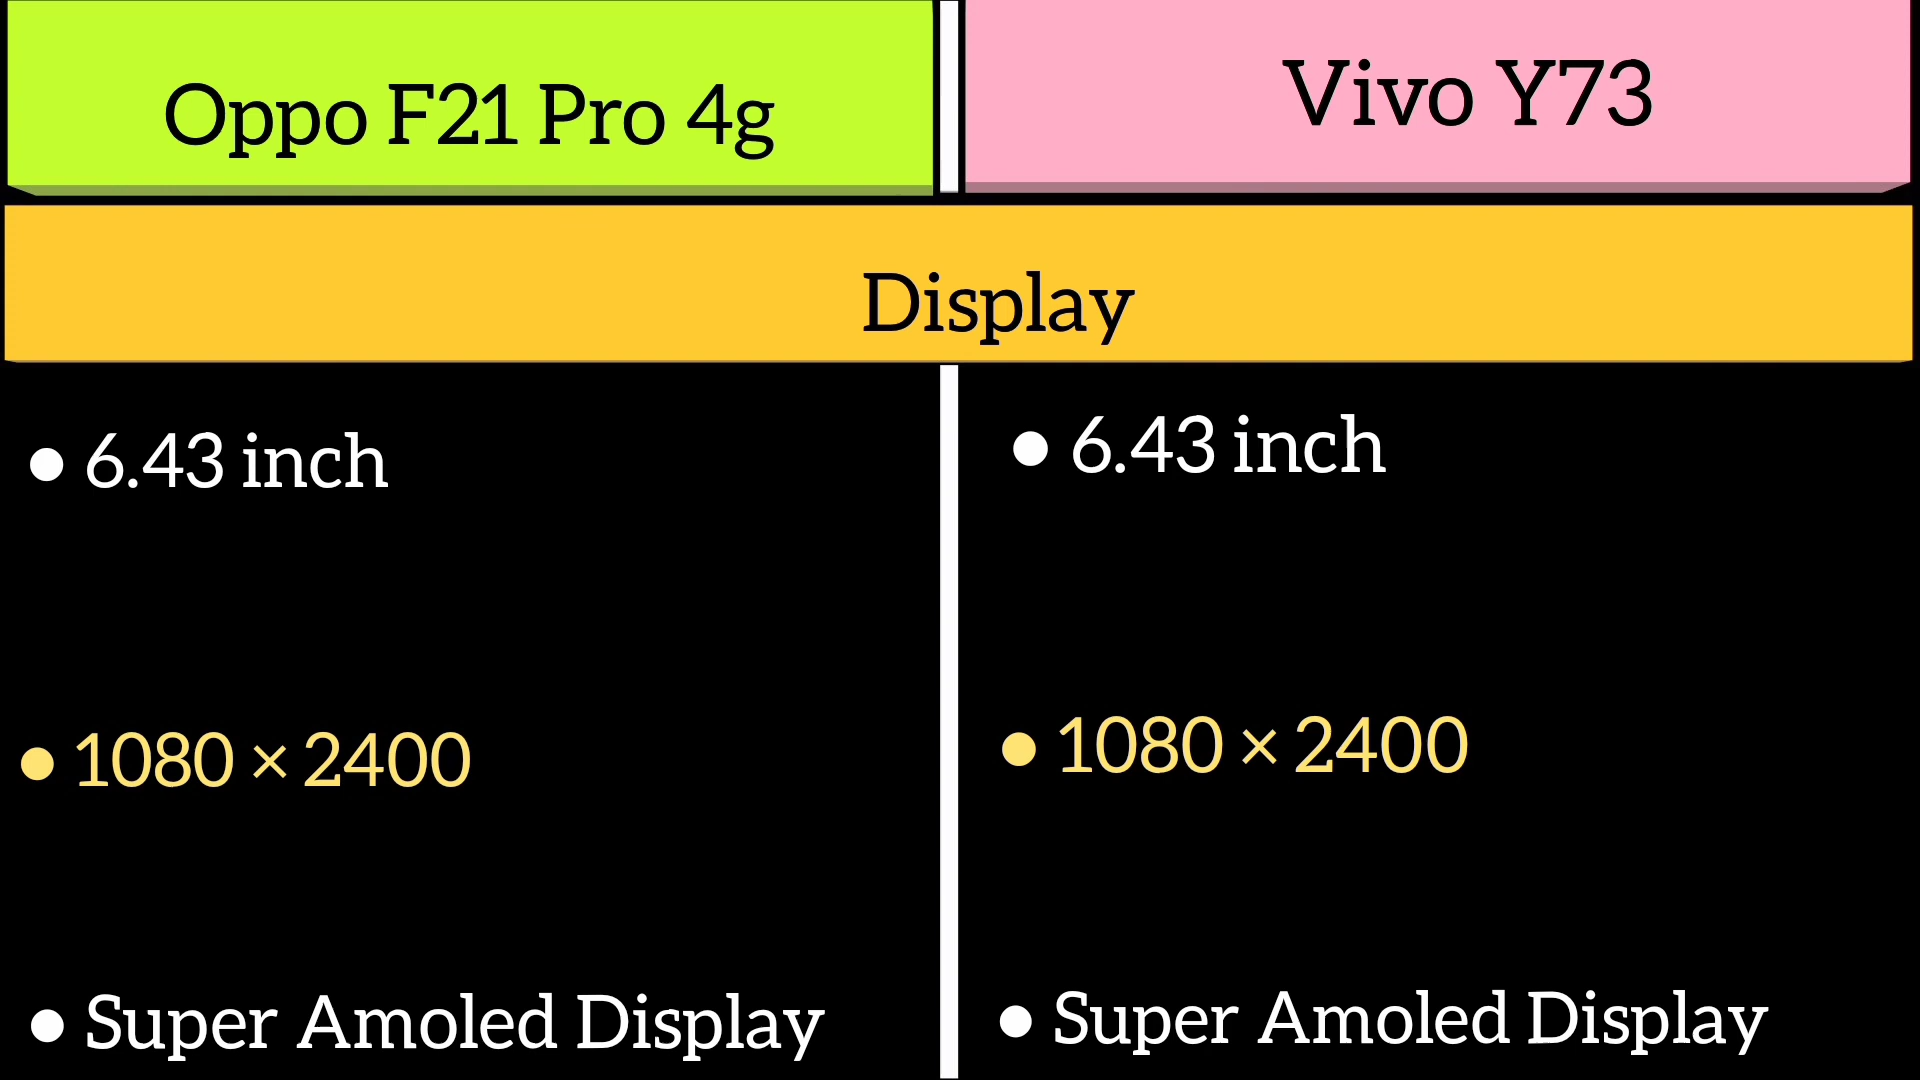 Oppo F21 Pro 4g
Vivo Y73
Display
• 6.43 inch
• 6.43 inch
• 1080 × 2400
• 1080 × 2400
• Super Amoled Display
• Super Amoled Display